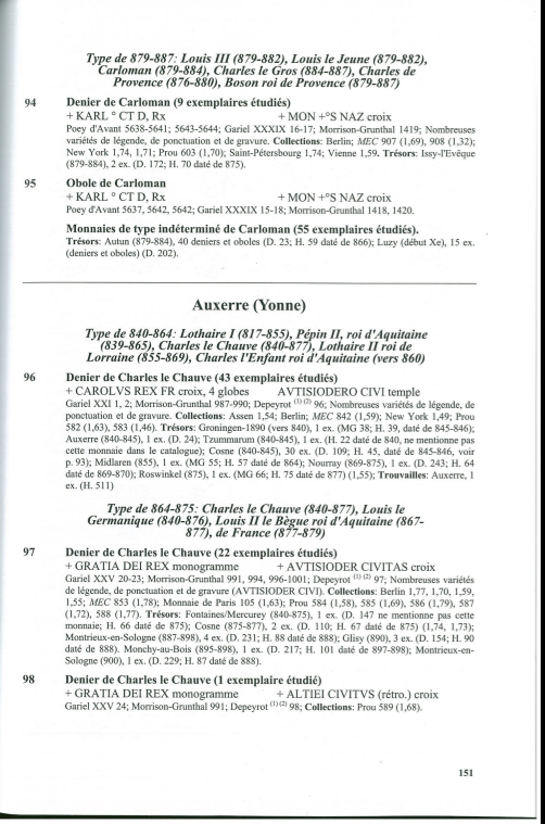 Type de 879-887: Louis III (879-882), Louis le Jeune (879-882),
Carloman (879-884), Charles le Gros (884-887), Charles de
Provence (876-880), Boson roi de Provence (879-887)
94 Denier de Carloman (9 exemplaires étudiés)
+ KARL ° CT D, Rx + MON +°S NAZ croix
Poey d'Avant 5638-5641; 5643-5644; Gariel XXXIX 16-17; Morrison-Grunthal 1419; Nombreuses
variétés de légende, de ponctuation et de gravure. Collections: Berlin; MEC 907 (1,69), 908 (1,32);
New York 1,74, 1,71; Prou 603 (1,70); Saint-Pétersbourg 1,74; Vienne 1,59. Trésors: Issy-l'Evêque
(879-884), 2 ex. (D. 172; H. 70 daté de 875).
95 Obole de Carloman
+ KARL ° CT D, Rx + MON +°S NAZ croix
Poey d'Avant 5637, 5642, 5642; Gariel XXXIX 15-18; Morrison-Grunthal 1418, 1420.
Monnaies de type indéterminé de Carloman (55 exemplaires étudiés).
Trésors: Autun (879-884), 40 deniers et oboles (D. 23; H. 59 daté de 866); Luzy (début Xe), 15 ex.
(deniers et oboles) (D. 202).
Auxerre (Yonne)
Type de 840-864: Lothaire I (817-855), Pépin II, roi d'Aquitaine
(839-865), Charles le Chauve (840-877), Lothaire II roi de
Lorraine (855-869), Charles l'Enfant roi d'Aquitaine (vers 860)
96 Denier de Charles le Chauve (43 exemplaires étudiés)
+ CAROLVS REX FR croix, 4 globes AVTISIODERO CIVI temple
Gariel XXI 1, 2; Morrison-Grunthal 987-990; Depeyrot (1) (2) 96; Nombreuses variétés de légende, de
ponctuation et de gravure. Collections: Assen 1,54; Berlin; MEC 842 (1,59); New York 1,49; Prou
582 (1,63), 583 (1,46). Trésors: Groningen-1890 (vers 840), 1 ex. (MG 38; H. 39, daté de 845-846);
Auxerre (840-845), 1 ex. (D. 24); Tzummarum (840-845), 1 ex. (H. 22 daté de 840, ne mentionne pas
cette monnaie dans le catalogue); Cosne (840-845), 30 ex. (D. 109; H. 45, daté de 845-846, voir
p. 93); Midlaren (855), 1 ex. (MG 55; H. 57 daté de 864); Nourray (869-875), 1 ex. (D. 243; H. 64
daté de 869-870); Roswinkel (875), 1 ex. (MG 66; H. 75 daté de 877) (1,55); Trouvailles: Auxerre, 1
ex. (H. 511)
Type de 864-875: Charles le Chauve (840-877), Louis le
Germanique (840-876), Louis II le Bègue roi d'Aquitaine (867-
877), de France (877-879)
97 Denier de Charles le Chauve (22 exemplaires étudiés)
+ GRATIA DEI REX monogramme + AVTISIODER CIVITAS croix
Gariel XXV 20-23; Morrison-Grunthal 991, 994, 996-1001; Depeyrot (1) (2) 97; Nombreuses variétés
de légende, de ponctuation et de gravure (AVTISIODER CIVI). Collections: Berlin 1,77, 1,70, 1,59,
1,55; MEC 853 (1,78); Monnaie de Paris 105 (1,63); Prou 584 (1,58), 585 (1,69), 586 (1,79), 587
(1,72), 588 (1,77). Trésors: Fontaines/Mercurey (840-875), 1 ex. (D. 147 ne mentionne pas cette
monnaie; H. 66 daté de 875); Cosne (875-877), 2 ex. (D. 110; H. 67 daté de 875) (1,74, 1,73);
Montrieux-en-Sologne (887-898), 4 ex. (D. 231; H. 88 daté de 888); Glisy (890), 3 ex. (D. 154; H. 90
daté de 888). Monchy-au-Bois (895-898), 1 ex. (D. 217; H. 101 daté de 897-898); Montrieux-en-
Sologne (900), 1 ex. (D. 229; H. 87 daté de 888).
98 Denier de Charles le Chauve (1 exemplaire étudié)
+ GRATIA DEI REX monogramme + ALTIEI CIVITVS (rétro.) croix
Gariel XXV 24; Morrison-Grunthal 991; Depeyrot (1) (2) 98; Collections: Prou 589 (1,68).
151